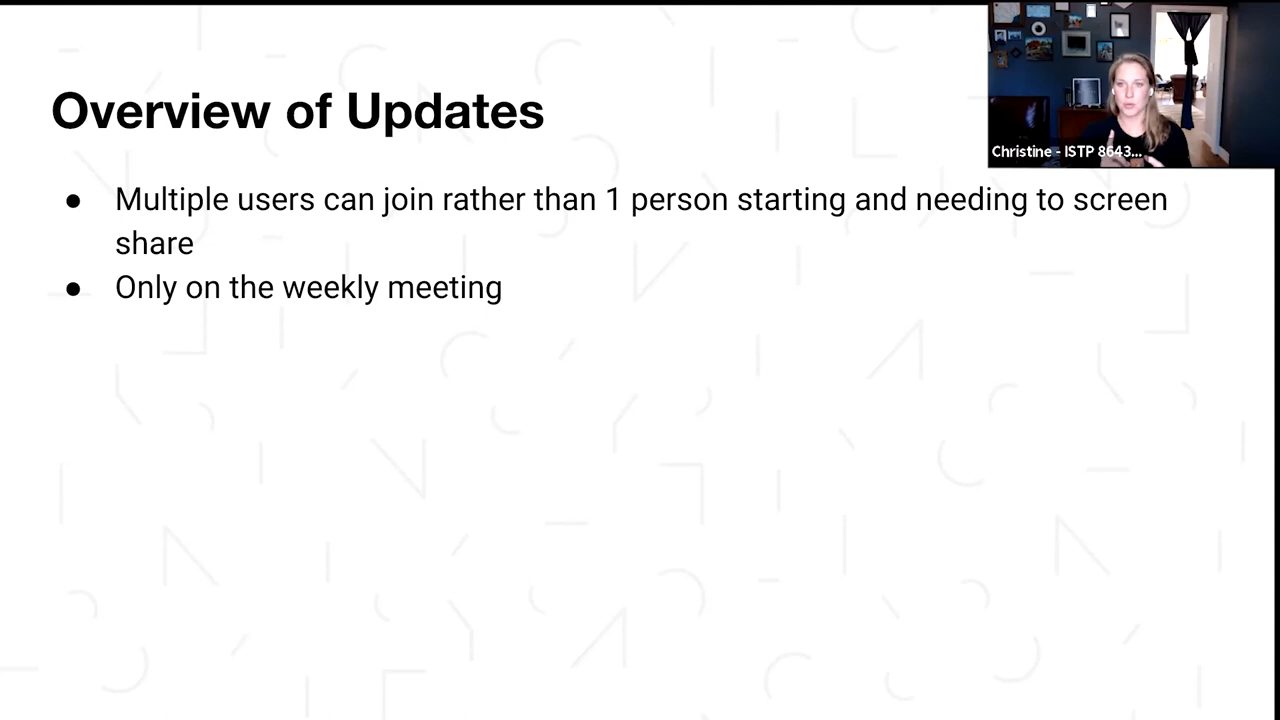 Overview of Updates
● Multiple users can join rather than 1 person starting and needing to screen
share
● Only on the weekly meeting
Christine - ISTP 8643...